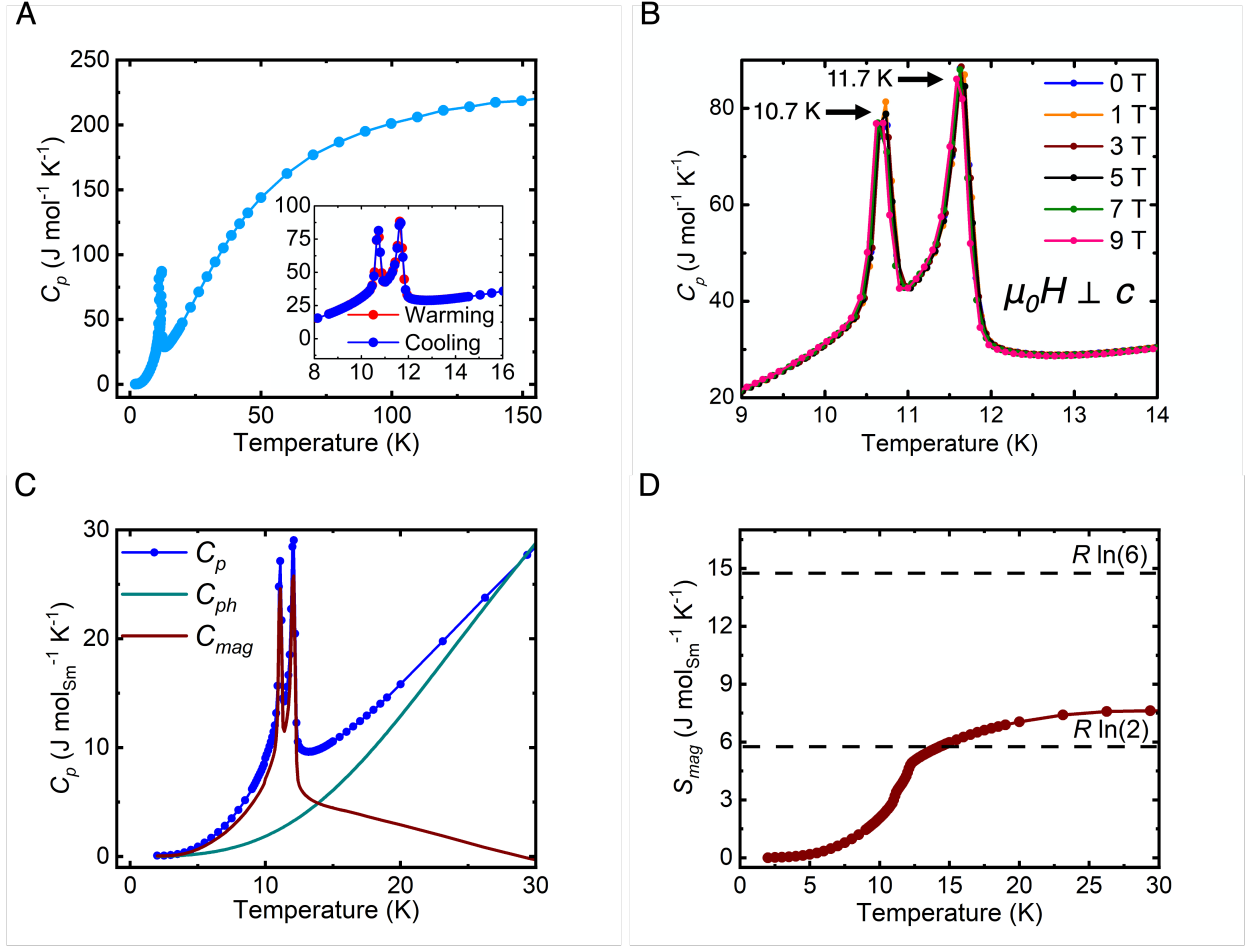 A
250
200
150
100
50
0
C_p (J mol^-1 K^-1)
0 50 100 150
Temperature (K)
100
75
50
25
0
Warming
Cooling
8 10 12 14 16
B
80
60
40
20
C_p (J mol^-1 K^-1)
11.7 K
10.7 K
0 T
1 T
3 T
5 T
7 T
9 T
μ₀H ⊥ c
9 10 11 12 13 14
Temperature (K)
C
30
20
10
0
C_p (J mol_Sm^-1 K^-1)
C_p
C_ph
C_mag
0 10 20 30
Temperature (K)
D
15
12
9
6
3
0
S_mag (J mol_Sm^-1 K^-1)
R ln(6)
R ln(2)
0 5 10 15 20 25 30
Temperature (K)